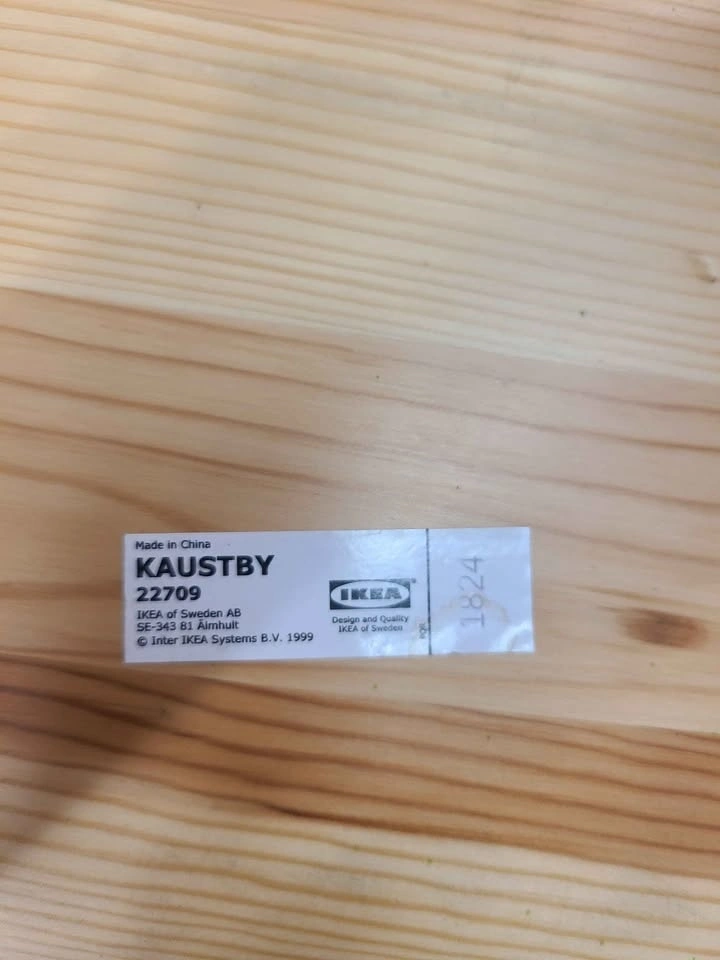 Made in China
KAUSTBY
22709
IKEA of Sweden AB
SE-343 81 Älmhult
© Inter IKEA Systems B.V. 1999
IKEA®
Design and Quality
IKEA of Sweden
1824